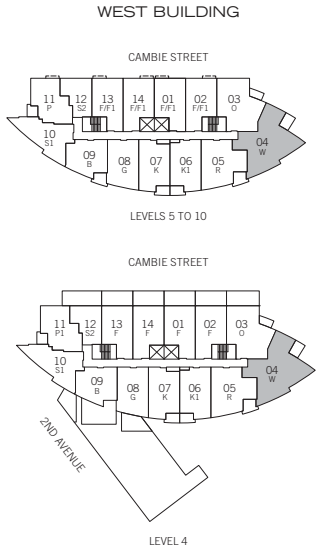 WEST BUILDING
CAMBIE STREET
11 12 13 14 01 02 03
P S2 F/F1 F/F1 F/F1 F/F1 O
10
S1
04
W
09 08 07 06 05
B G K K1 R
LEVELS 5 TO 10
CAMBIE STREET
11 12 13 14 01 02 03
P1 S2 F F F F O
10
S1
04
W
09 08 07 06 05
B G K K1 R
2ND AVENUE
LEVEL 4